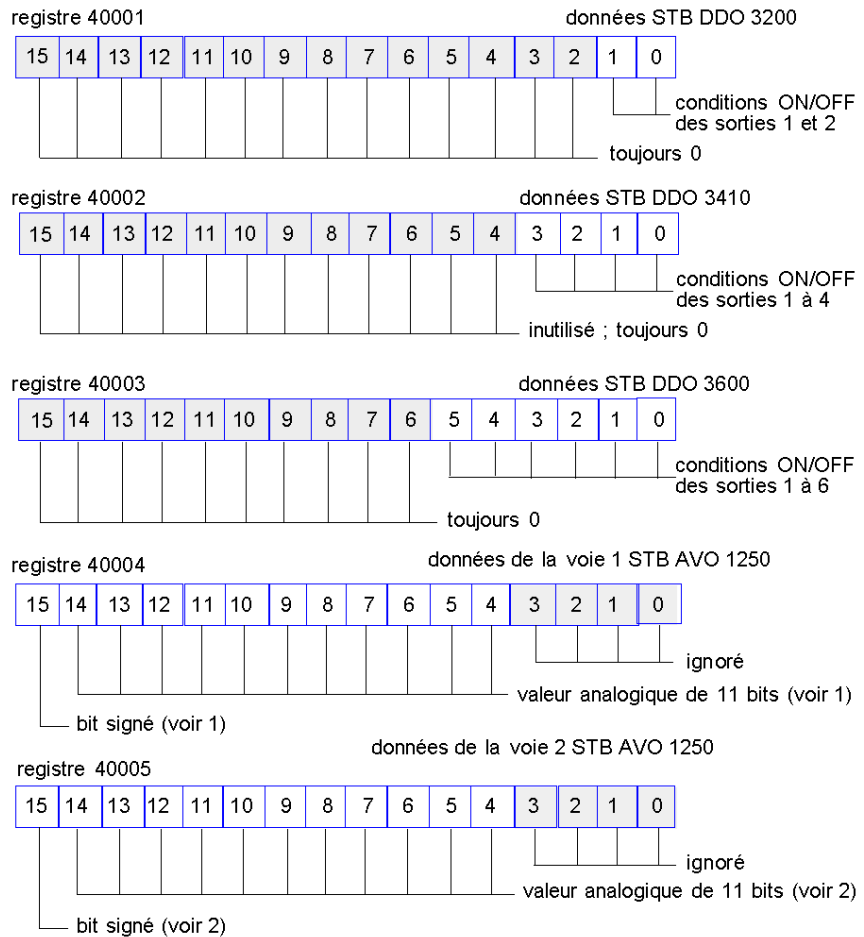 registre 40001 données STB DDO 3200
15 14 13 12 11 10 9 8 7 6 5 4 3 2 1 0
conditions ON/OFF
des sorties 1 et 2
toujours 0
registre 40002 données STB DDO 3410
15 14 13 12 11 10 9 8 7 6 5 4 3 2 1 0
conditions ON/OFF
des sorties 1 à 4
inutilisé ; toujours 0
registre 40003 données STB DDO 3600
15 14 13 12 11 10 9 8 7 6 5 4 3 2 1 0
conditions ON/OFF
des sorties 1 à 6
toujours 0
registre 40004 données de la voie 1 STB AVO 1250
15 14 13 12 11 10 9 8 7 6 5 4 3 2 1 0
ignoré
valeur analogique de 11 bits (voir 1)
bit signé (voir 1)
données de la voie 2 STB AVO 1250
registre 40005
15 14 13 12 11 10 9 8 7 6 5 4 3 2 1 0
ignoré
valeur analogique de 11 bits (voir 2)
bit signé (voir 2)